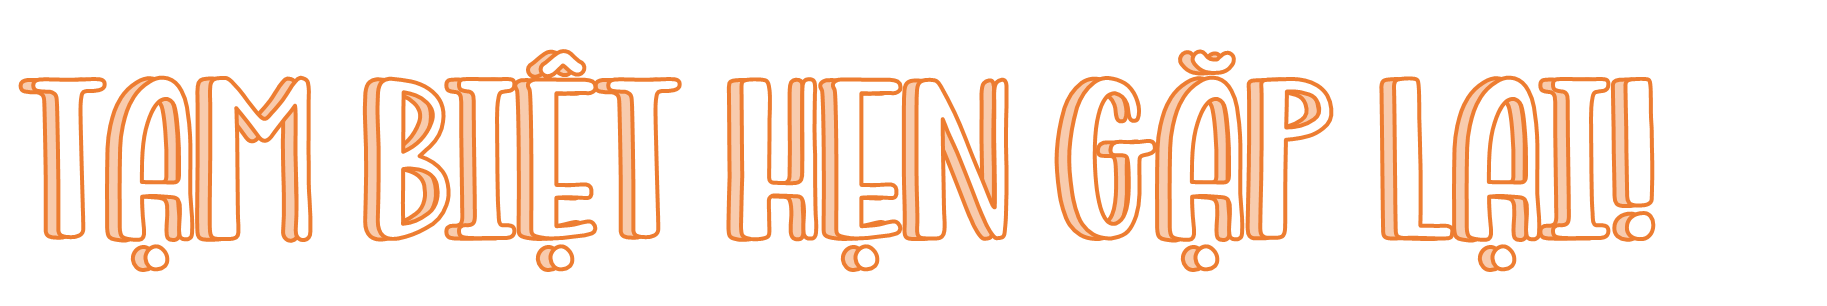 TẠM BIỆT HẸN GẶP LẠI!